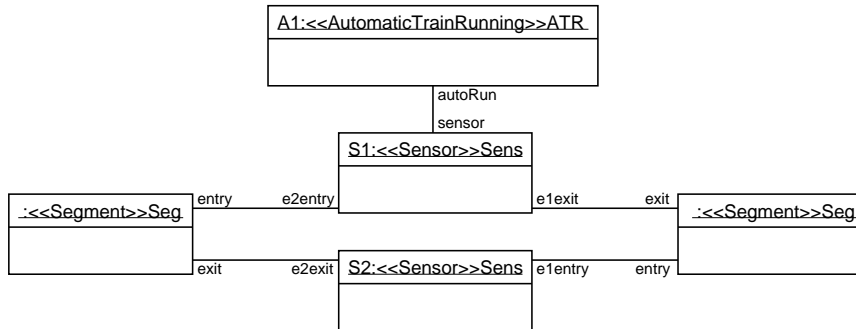 A1:<<AutomaticTrainRunning>>ATR
autoRun
sensor
S1:<<Sensor>>Sens
entry
e2entry
e1exit
exit
:<<Segment>>Seg
:<<Segment>>Seg
exit
e2exit
S2:<<Sensor>>Sens
e1entry
entry